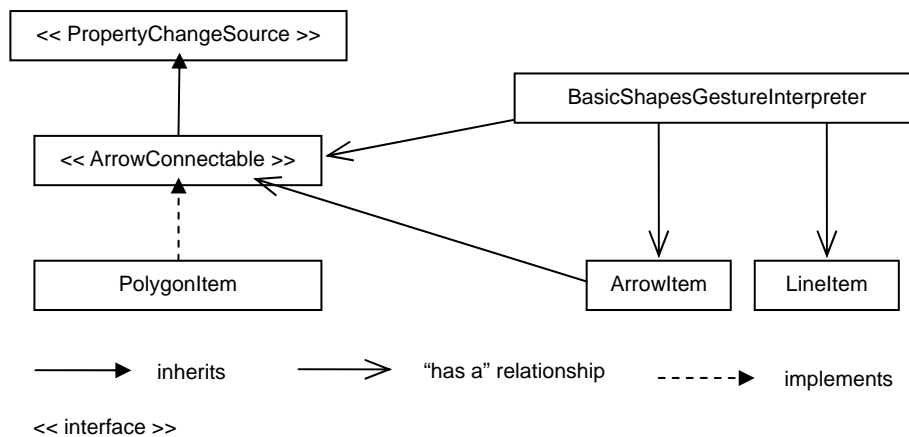 << PropertyChangeSource >>
BasicShapesGestureInterpreter
<< ArrowConnectable >>
PolygonItem
ArrowItem
LineItem
inherits
“has a” relationship
implements
<< interface >>